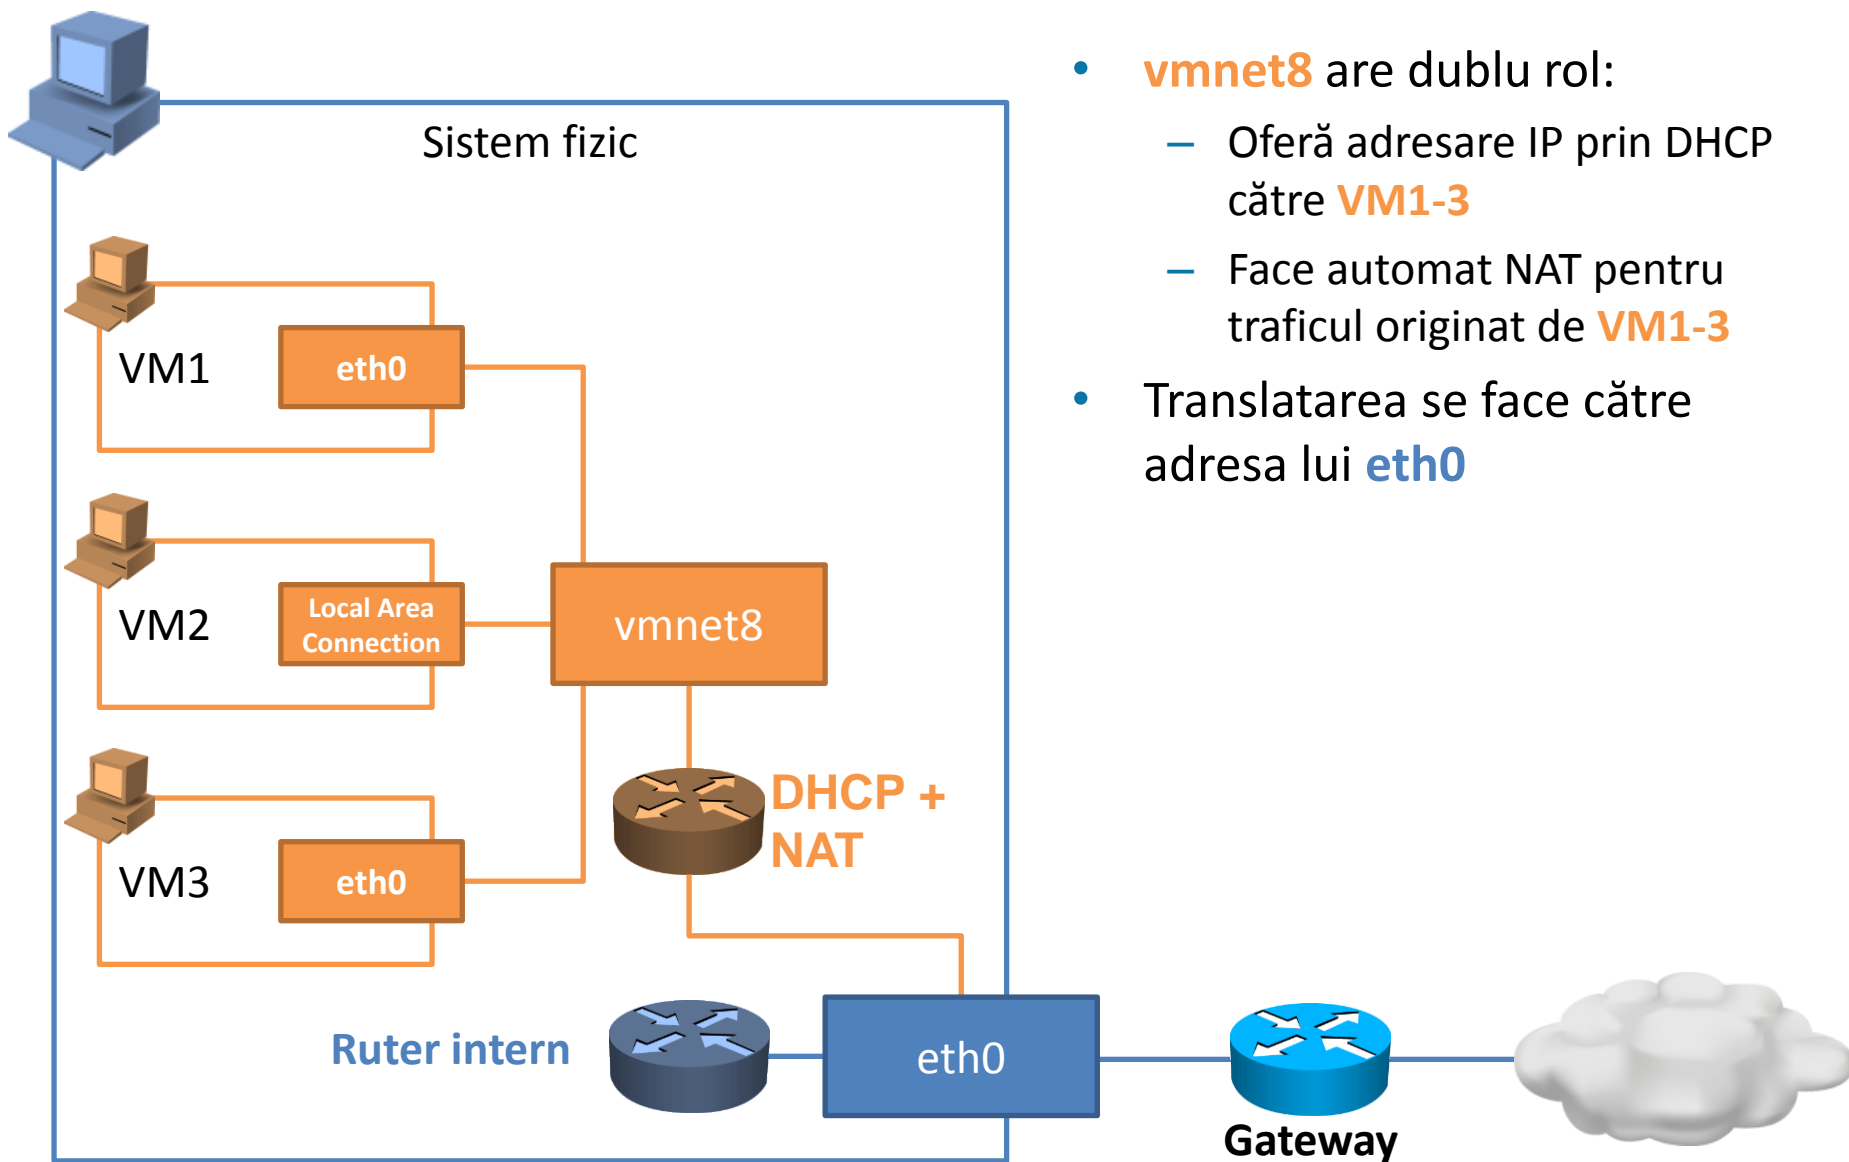 Sistem fizic
VM1
eth0
VM2
Local Area
Connection
vmnet8
DHCP +
NAT
VM3
eth0
Ruter intern
eth0
Gateway
• vmnet8 are dublu rol:
– Oferă adresare IP prin DHCP
către VM1-3
– Face automat NAT pentru
traficul originat de VM1-3
• Translatarea se face către
adresa lui eth0